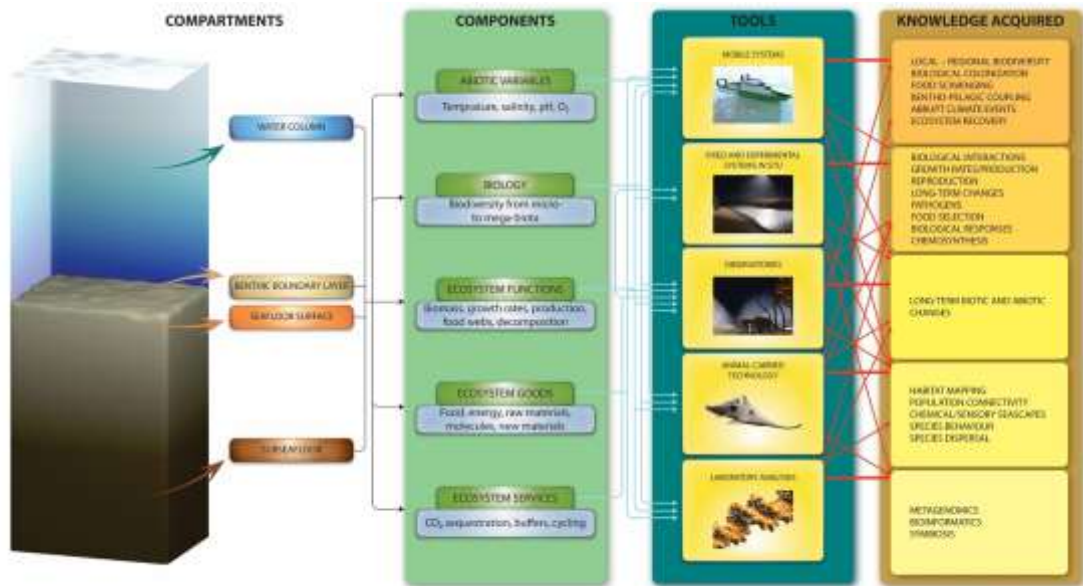 COMPARTMENTS
COMPONENTS
TOOLS
KNOWLEDGE ACQUIRED
WATER COLUMN
BENTHIC BOUNDARY LAYER
SEAFLOOR SURFACE
SUBSEAFLOOR
ABIOTIC VARIABLES
Temprature, salinity, pH, O₂
BIOLOGY
Biodiversity from micro-
to mega-biota
ECOSYSTEM FUNCTIONS
Biomass, growth rates, production,
food webs, decomposition
ECOSYSTEM GOODS
Food, energy, raw materials,
molecules, new materials
ECOSYSTEM SERVICES
CO₂ sequestration, buffers, cycling
MOBILE SYSTEMS
FIXED AND EXPERIMENTAL
SYSTEMS IN SITU
OBSERVATORIES
ANIMAL CARRIED
TECHNOLOGY
LABORATORY ANALYSES
LOCAL - REGIONAL BIODIVERSITY
BIOLOGICAL COLONISATION
FOOD SCAVENGING
BENTHO-PELAGIC COUPLING
ABRUPT CLIMATE EVENTS
ECOSYSTEM RECOVERY
BIOLOGICAL INTERACTIONS
GROWTH RATES/PRODUCTION
REPRODUCTION
LONG-TERM CHANGES
PATHOGENS
FOOD SELECTION
BIOLOGICAL RESPONSES
CHEMOSYNTHESIS
LONG-TERM BIOTIC AND ABIOTIC
CHANGES
HABITAT MAPPING
POPULATION CONNECTIVITY
CHEMICAL/SENSORY SEASCAPES
SPECIES BEHAVIOUR
SPECIES DISPERSAL
METAGENOMICS
BIOINFORMATICS
SYMBIOSIS